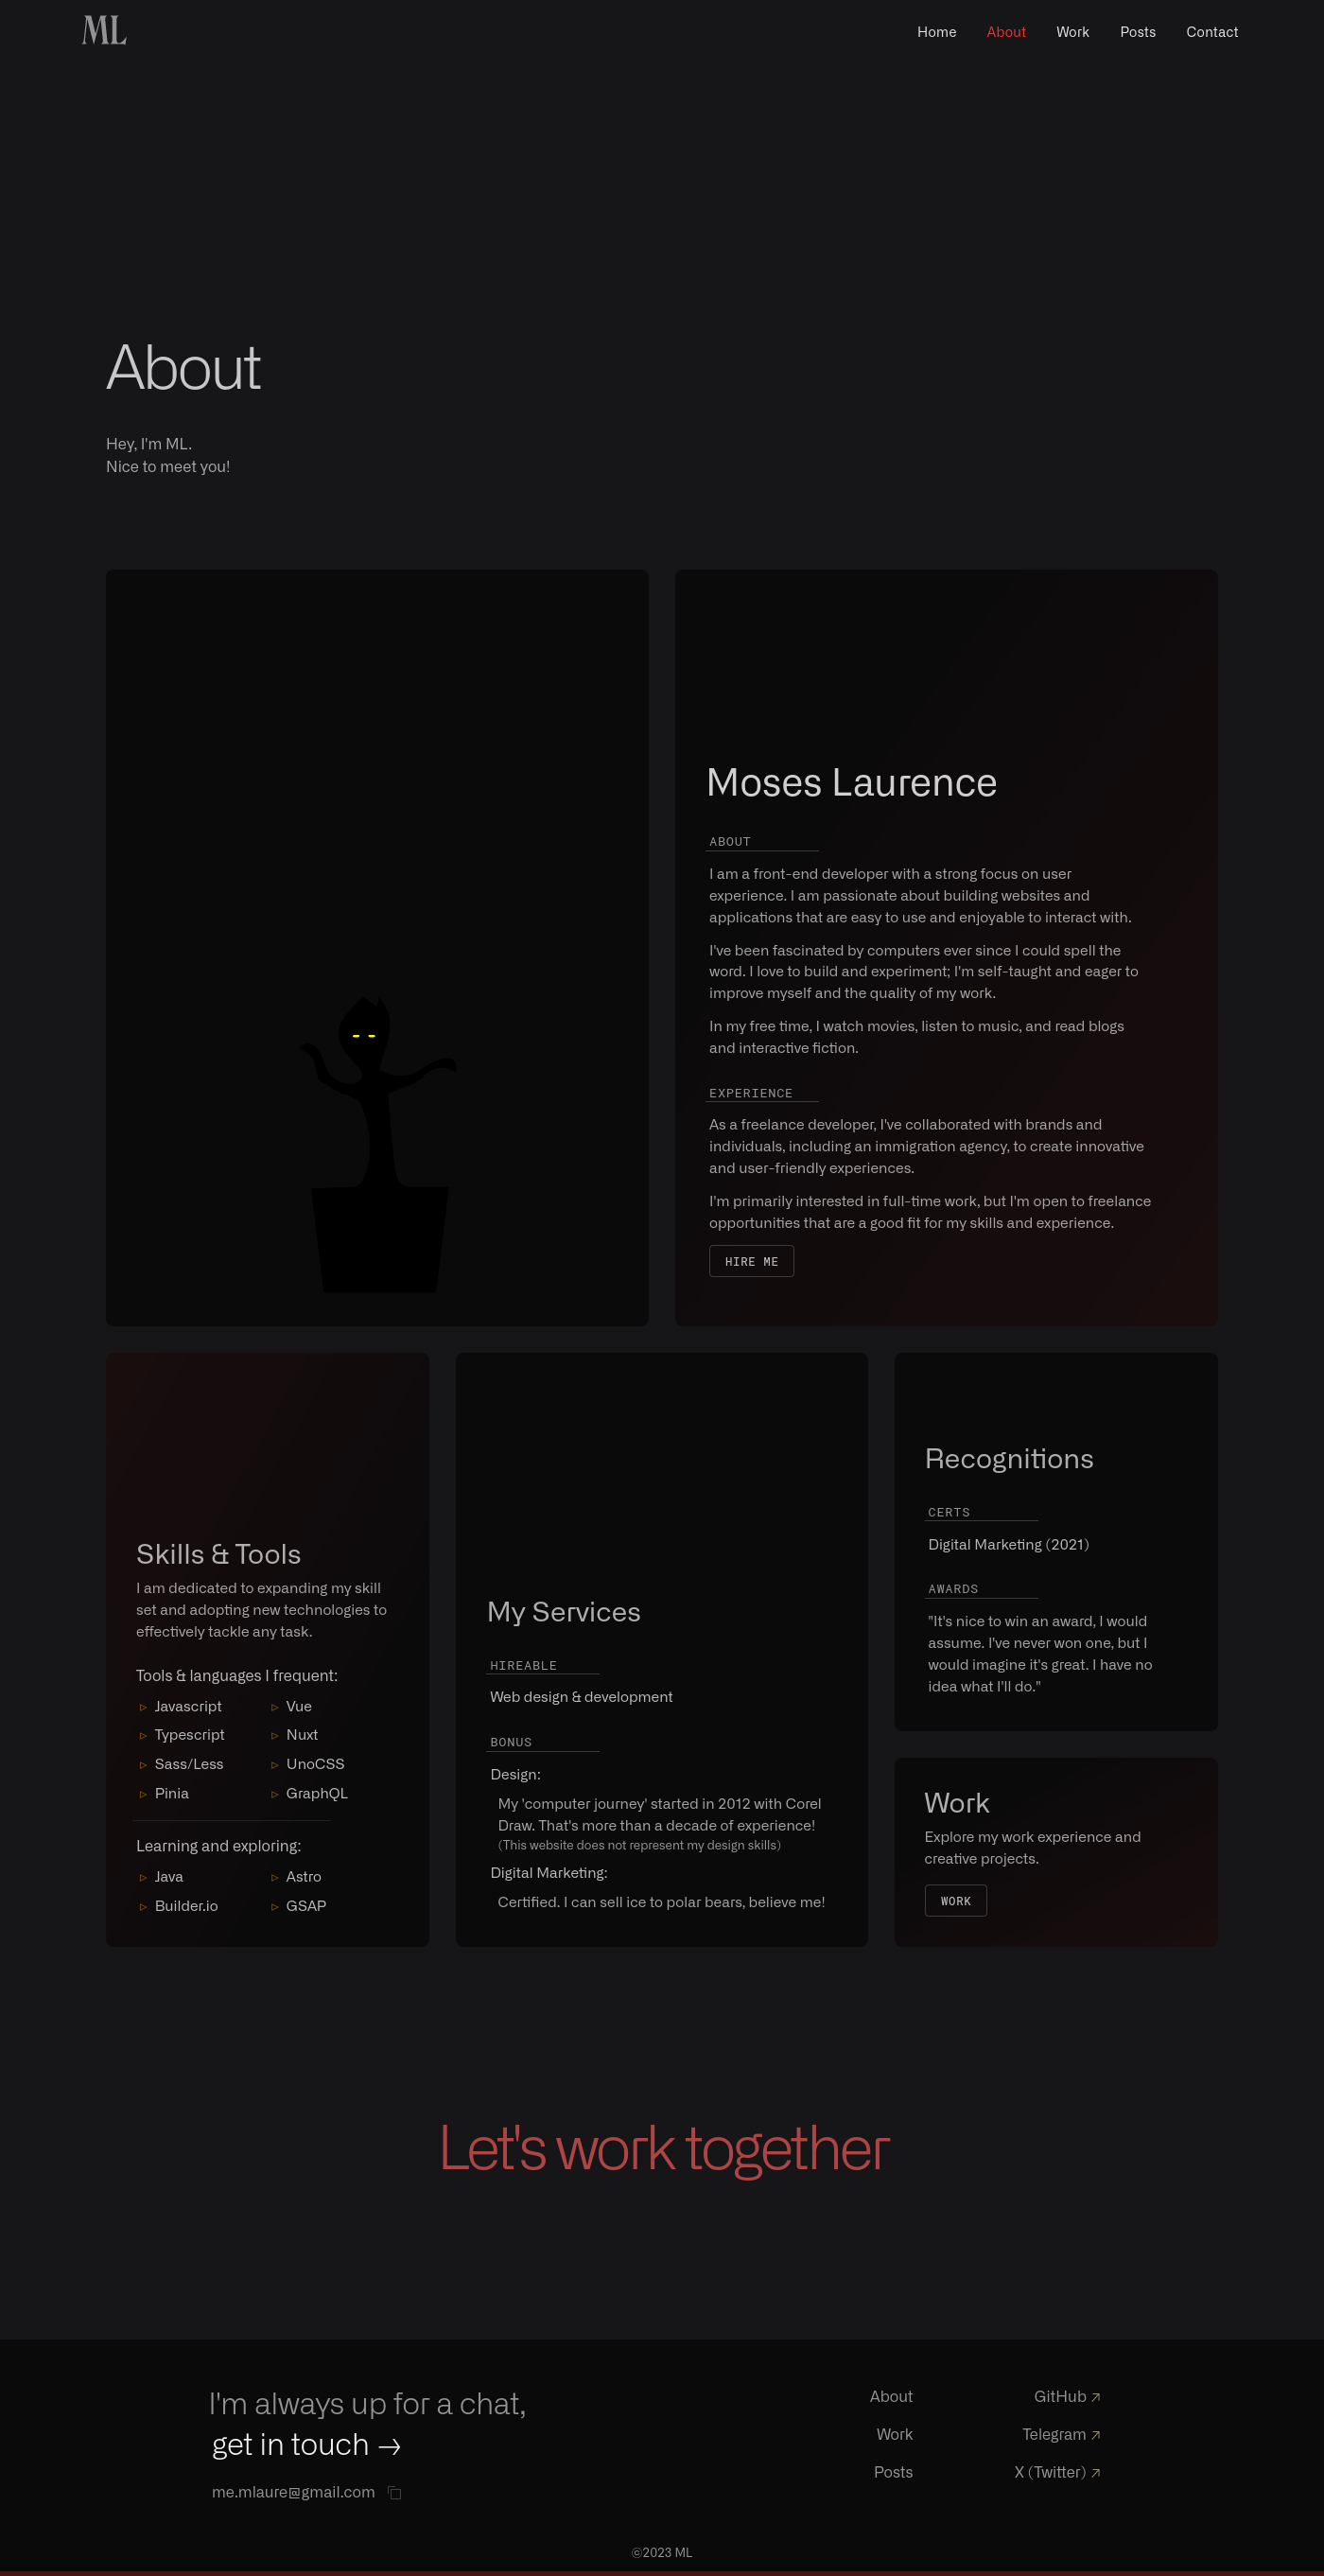 ML
Home
About
Work
Posts
Contact
About
Hey, I'm ML.
Nice to meet you!
Moses Laurence
ABOUT
I am a front-end developer with a strong focus on user
experience. I am passionate about building websites and
applications that are easy to use and enjoyable to interact with.
I've been fascinated by computers ever since I could spell the
word. I love to build and experiment; I'm self-taught and eager to
improve myself and the quality of my work.
In my free time, I watch movies, listen to music, and read blogs
and interactive fiction.
EXPERIENCE
As a freelance developer, I've collaborated with brands and
individuals, including an immigration agency, to create innovative
and user-friendly experiences.
I'm primarily interested in full-time work, but I'm open to freelance
opportunities that are a good fit for my skills and experience.
HIRE ME
Skills & Tools
I am dedicated to expanding my skill
set and adopting new technologies to
effectively tackle any task.
Tools & languages I frequent:
▹ Javascript
▹ Vue
▹ Typescript
▹ Nuxt
▹ Sass/Less
▹ UnoCSS
▹ Pinia
▹ GraphQL
Learning and exploring:
▹ Java
▹ Astro
▹ Builder.io
▹ GSAP
My Services
HIREABLE
Web design & development
BONUS
Design:
My 'computer journey' started in 2012 with Corel
Draw. That's more than a decade of experience!
(This website does not represent my design skills)
Digital Marketing:
Certified. I can sell ice to polar bears, believe me!
Recognitions
CERTS
Digital Marketing (2021)
AWARDS
"It's nice to win an award, I would
assume. I've never won one, but I
would imagine it's great. I have no
idea what I'll do."
Work
Explore my work experience and
creative projects.
WORK
Let's work together
I'm always up for a chat,
get in touch →
me.mlaure@gmail.com
About
Work
Posts
GitHub ↗
Telegram ↗
X (Twitter) ↗
©2023 ML